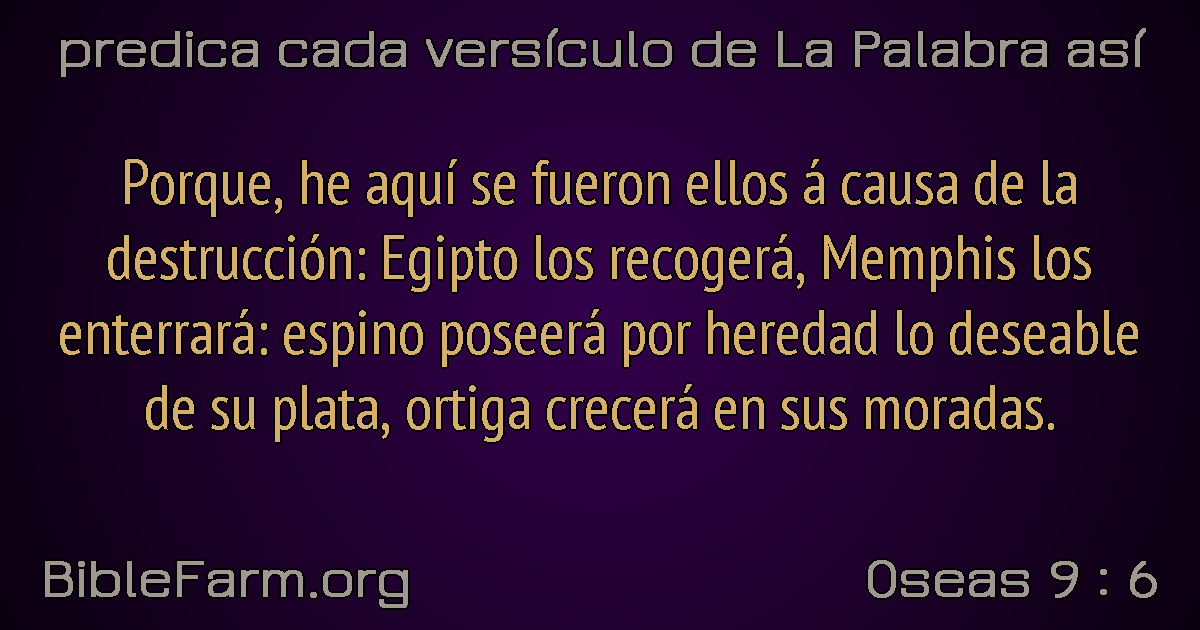 predica cada versículo de La Palabra así
Porque, he aquí se fueron ellos á causa de la
destrucción: Egipto los recogerá, Memphis los
enterrará: espino poseerá por heredad lo deseable
de su plata, ortiga crecerá en sus moradas.
BibleFarm.org
Oseas 9 : 6